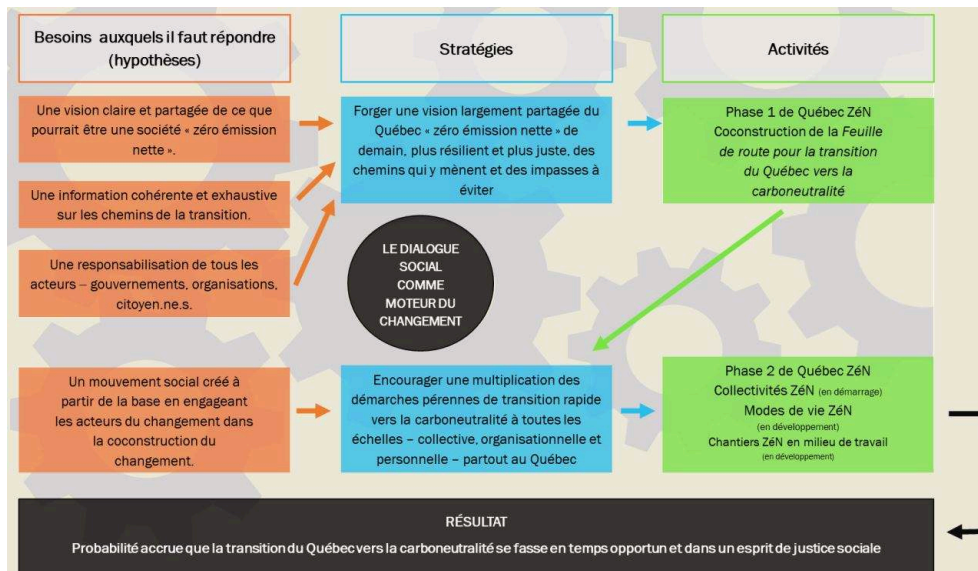 Besoins auxquels il faut répondre
(hypothèses)
Stratégies
Activités
Une vision claire et partagée de ce que
pourrait être une société « zéro émission
nette ».
Forger une vision largement partagée du
Québec « zéro émission nette » de
demain, plus résilient et plus juste, des
chemins qui y mènent et des impasses à
éviter
Phase 1 de Québec ZéN
Coconstruction de la Feuille
de route pour la transition
du Québec vers la
carboneutralité
Une information cohérente et exhaustive
sur les chemins de la transition.
Une responsabilisation de tous les
acteurs – gouvernements, organisations,
citoyen.ne.s.
LE DIALOGUE
SOCIAL
COMME
MOTEUR DU
CHANGEMENT
Un mouvement social créé à
partir de la base en engageant
les acteurs du changement dans
la coconstruction du
changement.
Encourager une multiplication des
démarches pérennes de transition rapide
vers la carboneutralité à toutes les
échelles – collective, organisationnelle et
personnelle – partout au Québec
Phase 2 de Québec ZéN
Collectivités ZéN (en démarrage)
Modes de vie ZéN
(en développement)
Chantiers ZéN en milieu de travail
(en développement)
RÉSULTAT
Probabilité accrue que la transition du Québec vers la carboneutralité se fasse en temps opportun et dans un esprit de justice sociale